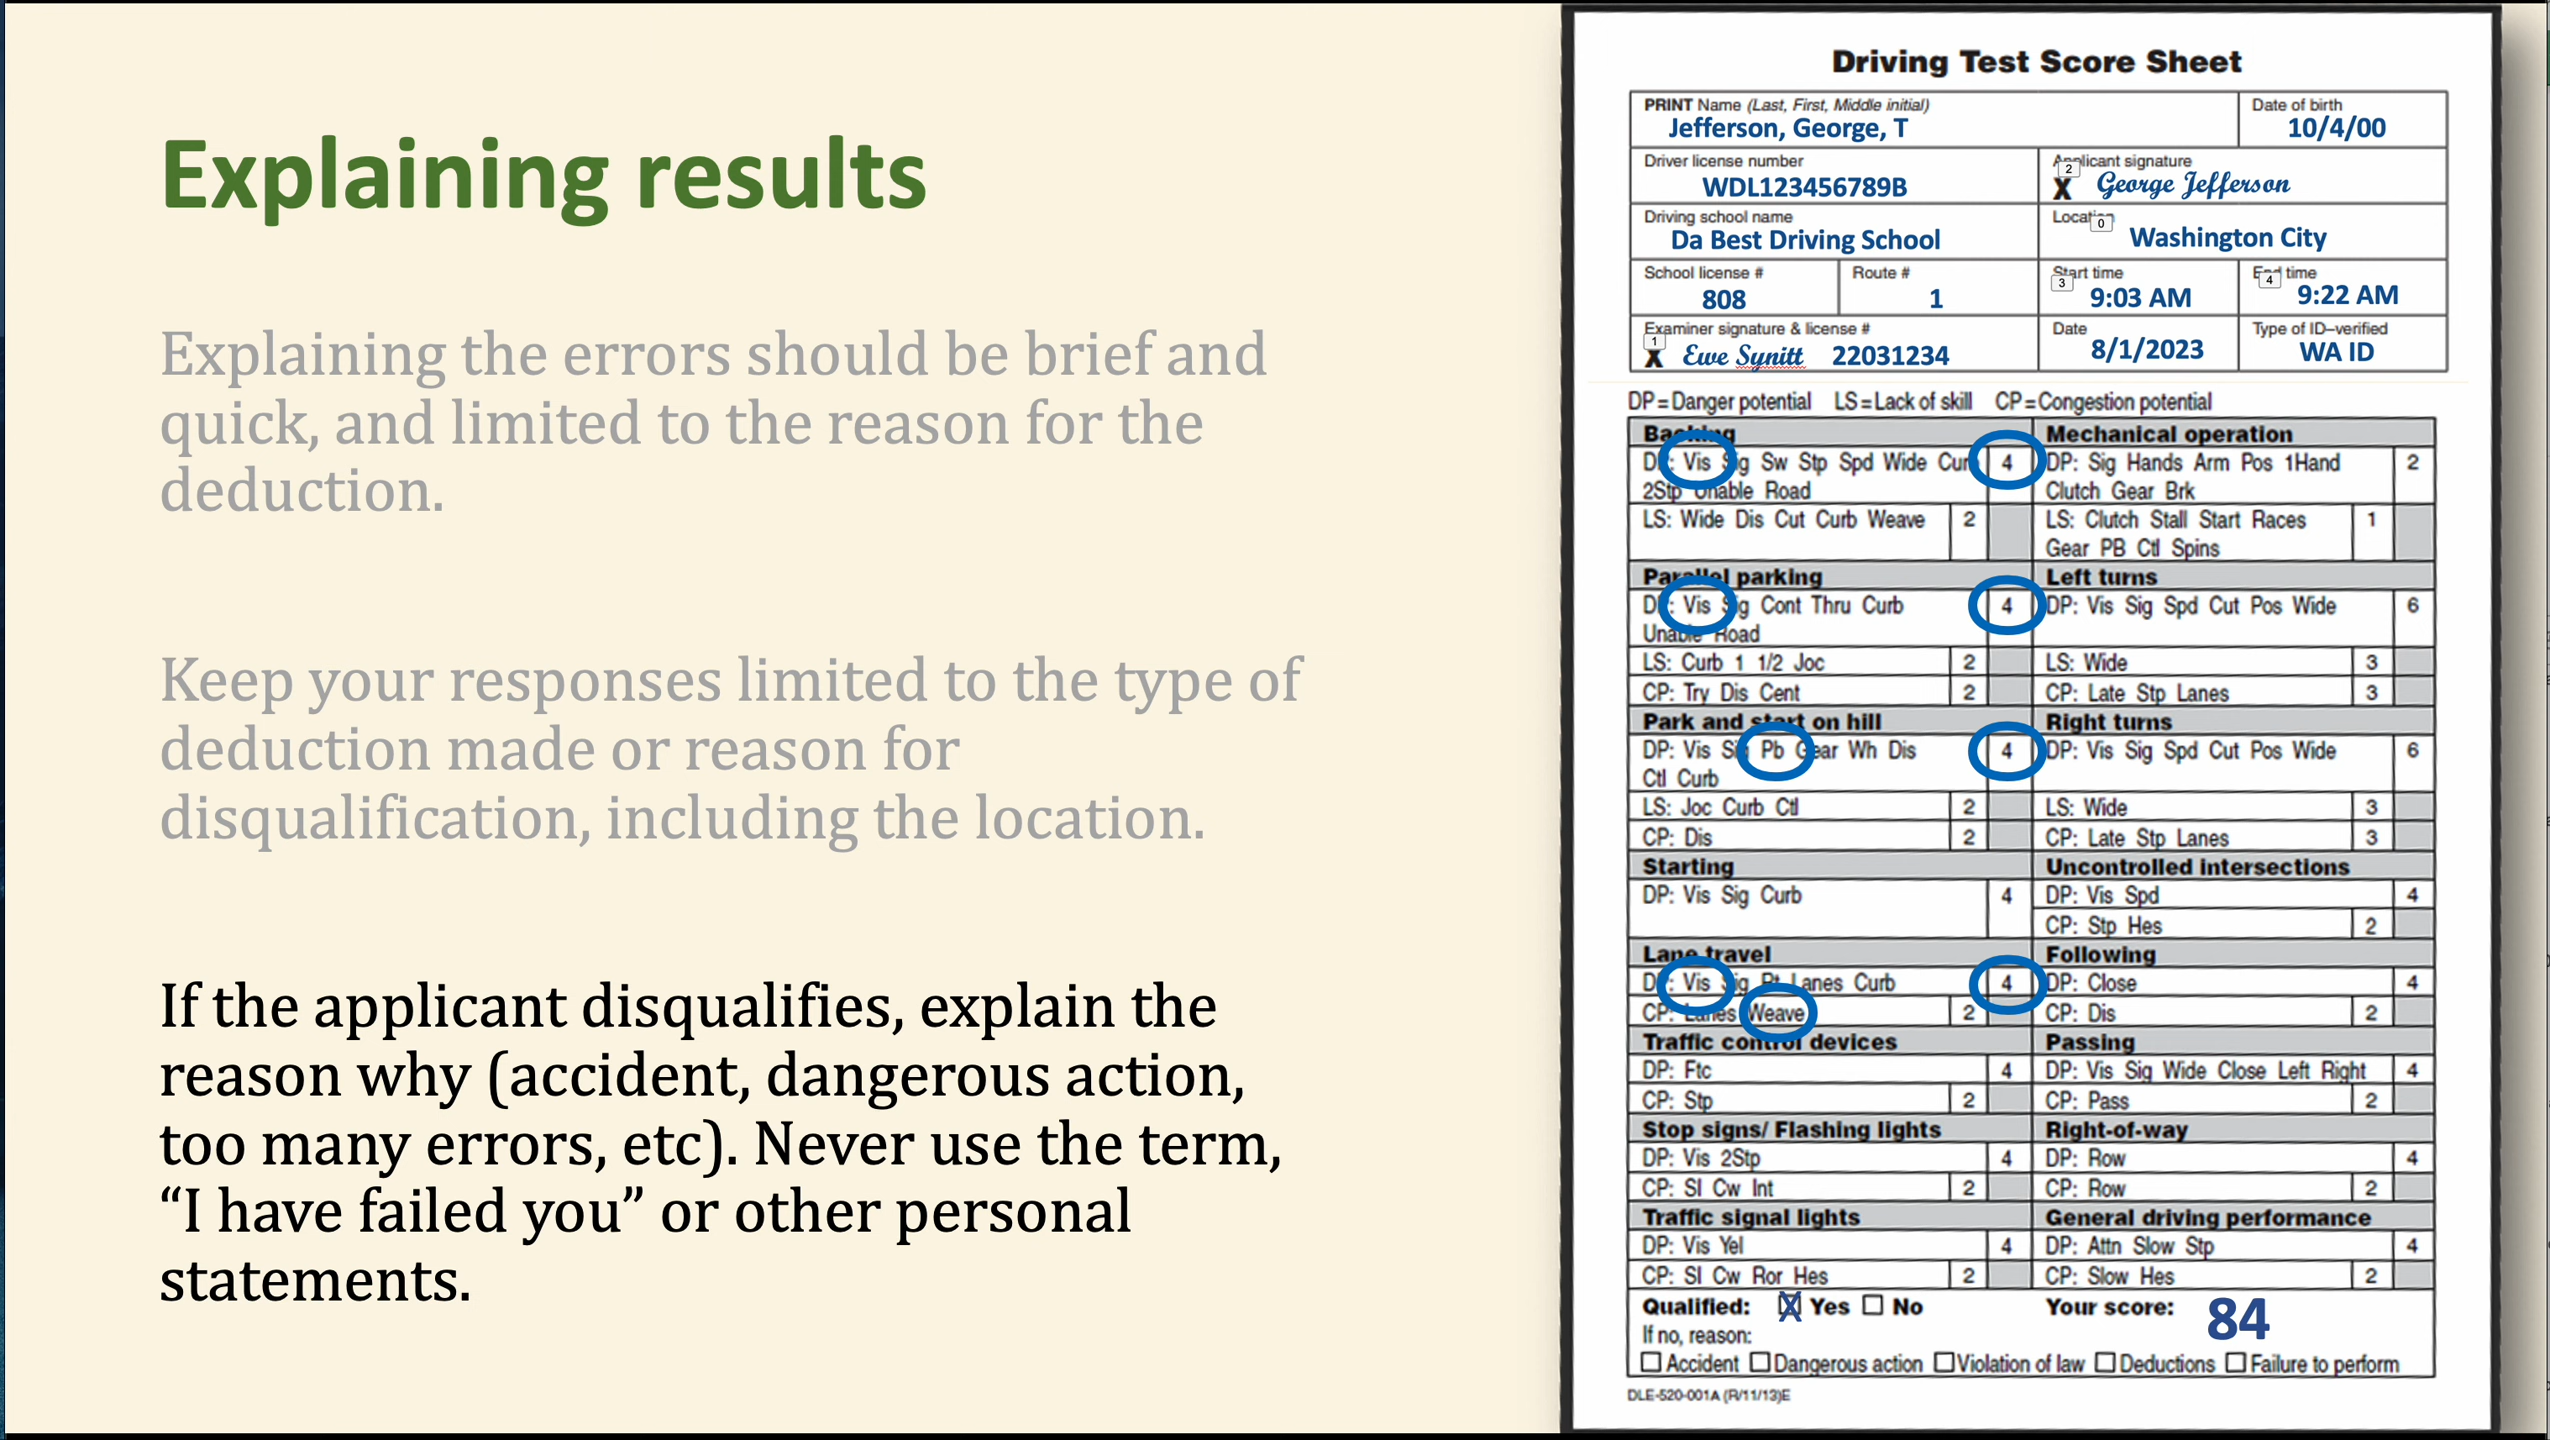 Explaining results
Explaining the errors should be brief and
quick, and limited to the reason for the
deduction.
Keep your responses limited to the type of
deduction made or reason for
disqualification, including the location.
If the applicant disqualifies, explain the
reason why (accident, dangerous action,
too many errors, etc). Never use the term,
“I have failed you” or other personal
statements.
Driving Test Score Sheet
PRINT Name (Last, First, Middle initial)
Jefferson, George, T
Date of birth
10/4/00
Driver license number
WDL123456789B
Applicant signature
2
X George Jefferson
Driving school name
Da Best Driving School
Location
0
Washington City
School license #
808
Route #
1
Start time
3
9:03 AM
End time
4
9:22 AM
Examiner signature & license #
1
X Ewe Synitt 22031234
Date
8/1/2023
Type of ID–verified
WA ID
DP=Danger potential LS=Lack of skill CP=Congestion potential
Backing
DP: Vis Sig Sw Stp Spd Wide Curb 4
2Stp Unable Road
LS: Wide Dis Cut Curb Weave 2
Parallel parking
DP: Vis Sig Cont Thru Curb 4
Unable Road
LS: Curb 1 1/2 Joc 2
CP: Try Dis Cent 2
Park and start on hill
DP: Vis Sig Pb Gear Wh Dis 4
Ctl Curb
LS: Joc Curb Ctl 2
CP: Dis 2
Starting
DP: Vis Sig Curb 4
Lane travel
DP: Vis Sig Rt Lanes Curb 4
CP: Lanes Weave 2
Traffic control devices
DP: Ftc 4
CP: Stp 2
Stop signs/ Flashing lights
DP: Vis 2Stp 4
CP: Sl Cw Int 2
Traffic signal lights
DP: Vis Yel 4
CP: Sl Cw Ror Hes 2
Mechanical operation
DP: Sig Hands Arm Pos 1Hand 2
Clutch Gear Brk
LS: Clutch Stall Start Races 1
Gear PB Ctl Spins
Left turns
DP: Vis Sig Spd Cut Pos Wide 6
LS: Wide 3
CP: Late Stp Lanes 3
Right turns
DP: Vis Sig Spd Cut Pos Wide 6
LS: Wide 3
CP: Late Stp Lanes 3
Uncontrolled intersections
DP: Vis Spd 4
CP: Stp Hes 2
Following
DP: Close 4
CP: Dis 2
Passing
DP: Vis Sig Wide Close Left Right 4
CP: Pass 2
Right-of-way
DP: Row 4
CP: Row 2
General driving performance
DP: Attn Slow Stp 4
CP: Slow Hes 2
Qualified: X Yes No
Your score: 84
If no, reason:
Accident Dangerous action Violation of law Deductions Failure to perform
DLE-520-001A (R/11/13)E